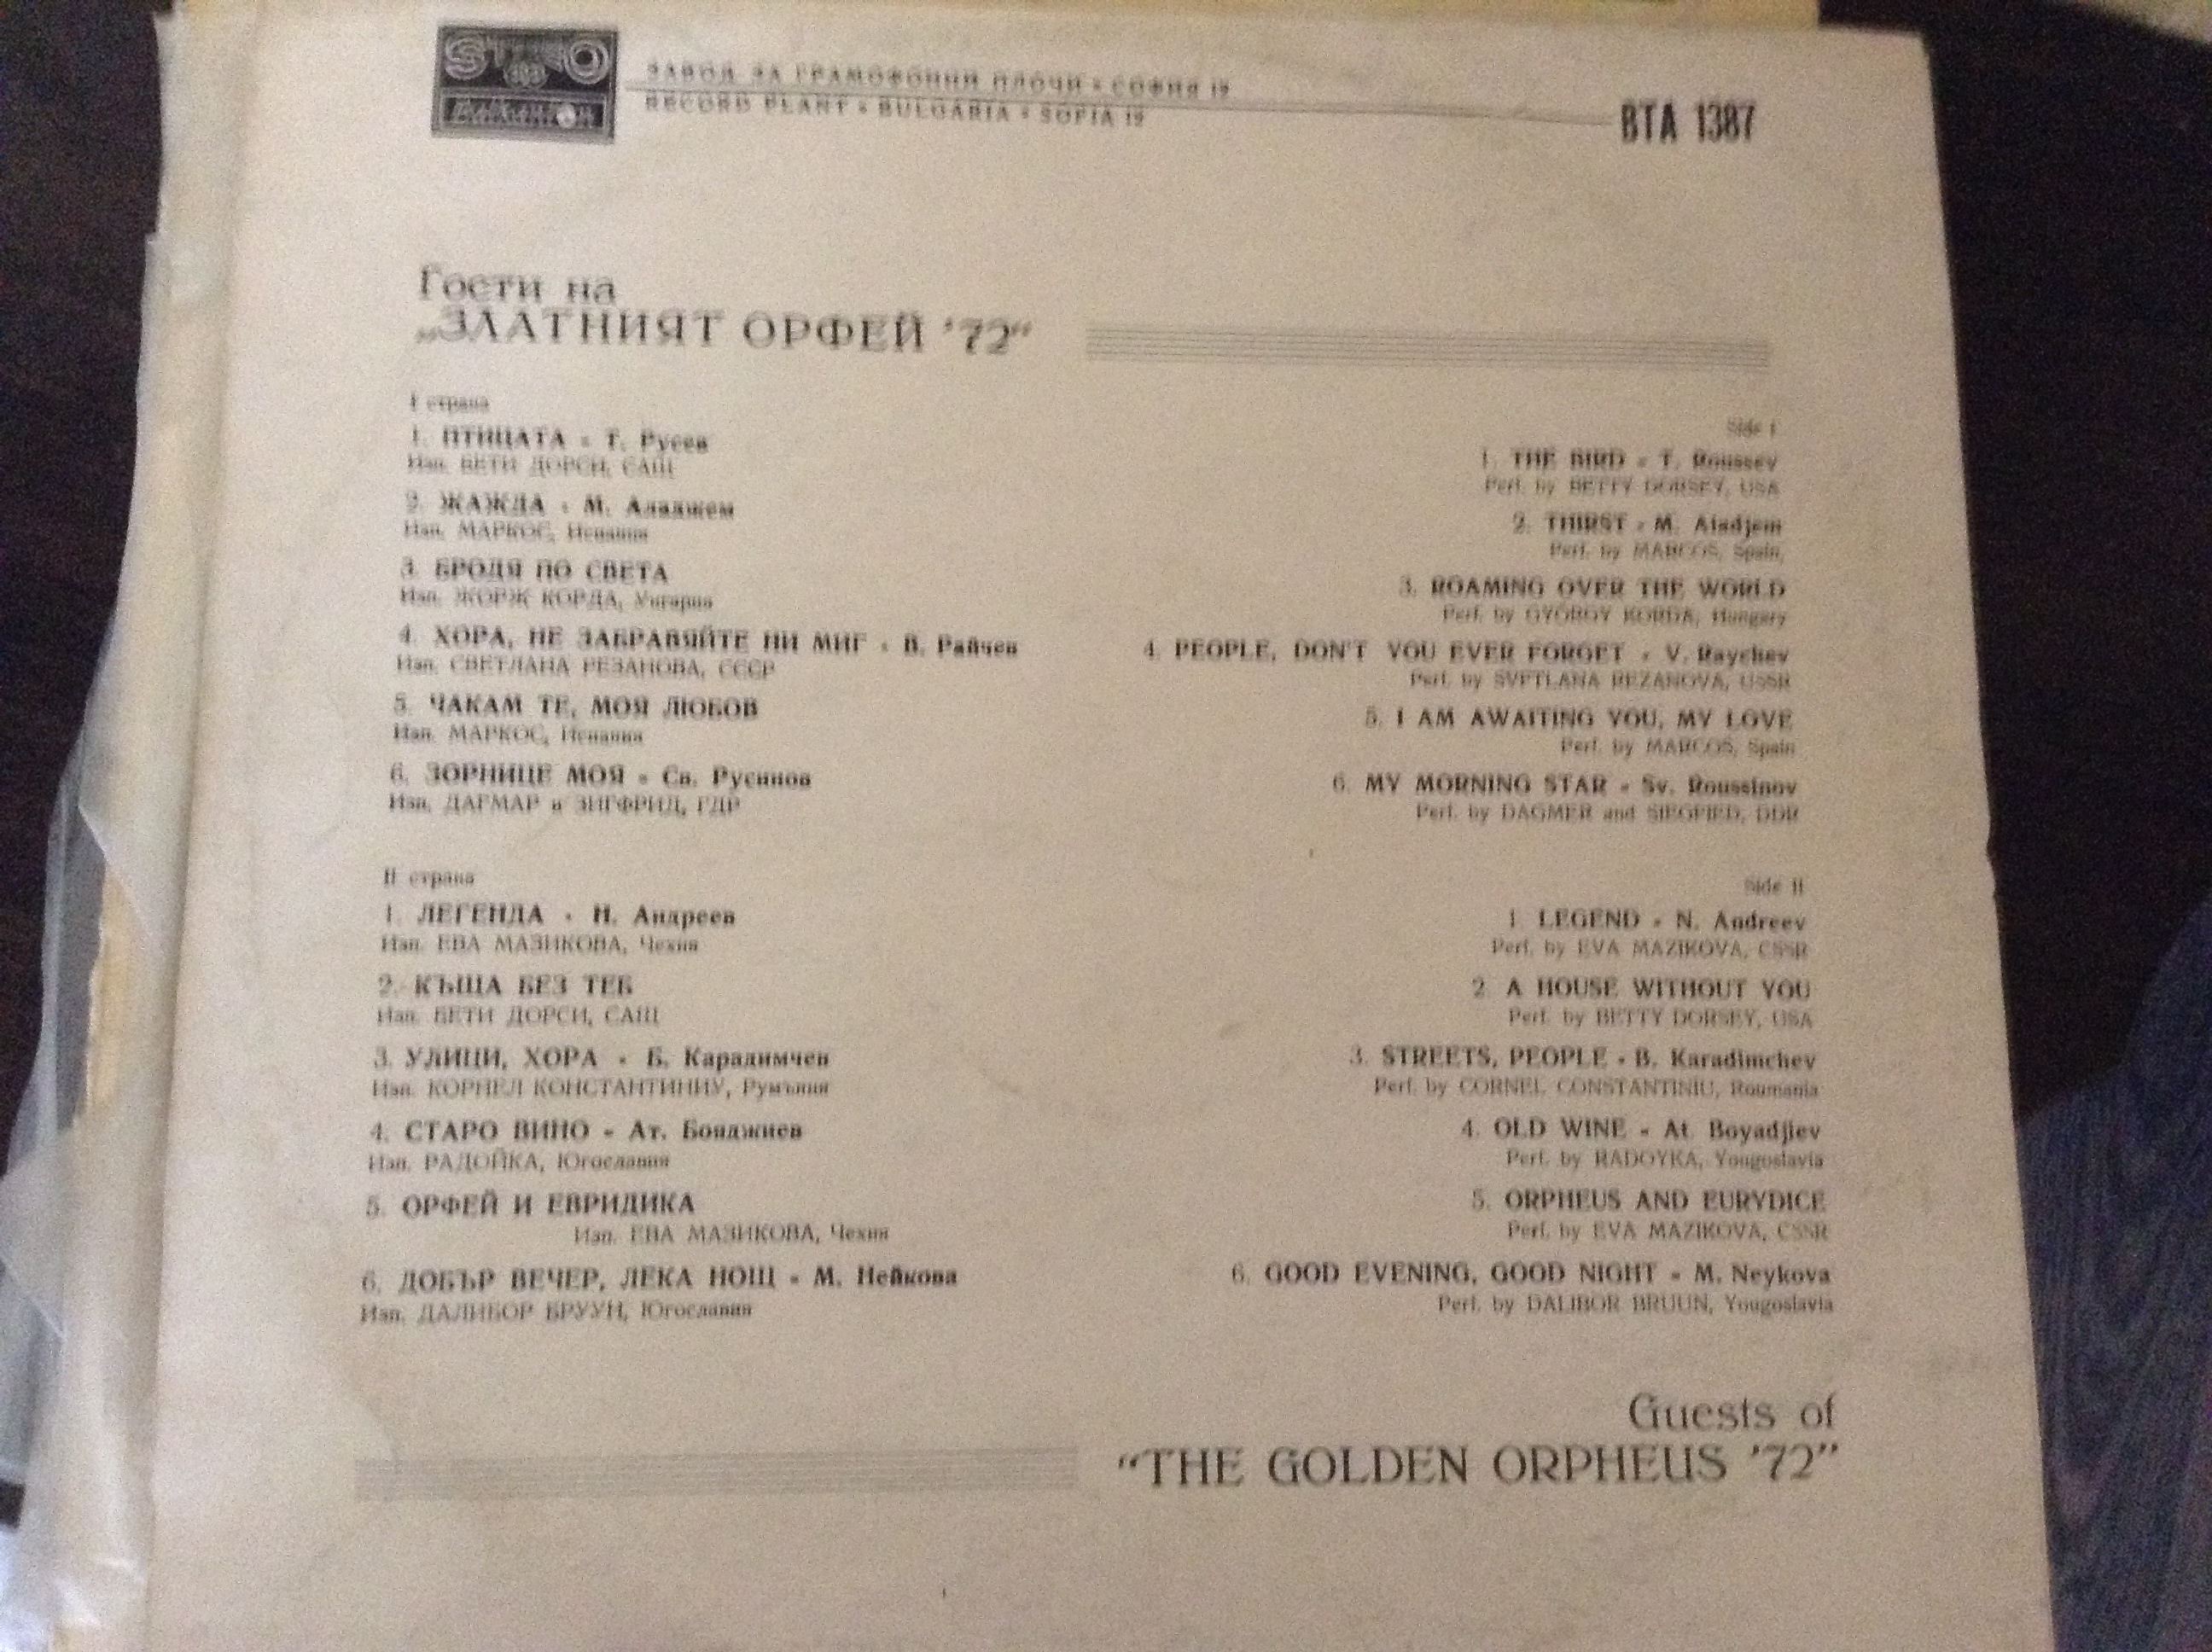 STEREO
ЗАВОД ЗА ГРАМОФОННИ ПЛОЧИ • СОФИЯ 19
RECORD PLANT • BULGARIA • SOFIA 19
BTA 1387
Гости на
„ЗЛАТНИЯТ ОРФЕЙ '72“
I страна
1. ПТИЦАТА • Т. Русев
Изп. БЕТИ ДОРСИ, САЩ
2. ЖАЖДА • М. Аладжем
Изп. МАРКОС, Испания
3. БРОДЯ ПО СВЕТА
Изп. ЖОРЖ КОРДА, Унгария
4. ХОРА, НЕ ЗАБРАВЯЙТЕ НИ МИГ • В. Райчев
Изп. СВЕТЛАНА РЕЗАНОВА, СССР
5. ЧАКАМ ТЕ, МОЯ ЛЮБОВ
Изп. МАРКОС, Испания
6. ЗОРНИЦЕ МОЯ • Св. Русинов
Изп. ДАГМАР и ЗИГФРИД, ГДР
II страна
1. ЛЕГЕНДА • Н. Андреев
Изп. ЕВА МАЗИКОВА, Чехия
2. КЪЩА БЕЗ ТЕБ
Изп. БЕТИ ДОРСИ, САЩ
3. УЛИЦИ, ХОРА • Б. Карадимчев
Изп. КОРНЕЛ КОНСТАНТИНИУ, Румъния
4. СТАРО ВИНО • Ат. Бояджиев
Изп. РАДОЙКА, Югославия
5. ОРФЕЙ И ЕВРИДИКА
Изп. ЕВА МАЗИКОВА, Чехия
6. ДОБЪР ВЕЧЕР, ЛЕКА НОЩ • М. Нейкова
Изп. ДАЛИБОР БРУУН, Югославия
Side I
1. THE BIRD • T. Roussev
Perf. by BETTY DORSEY, USA
2. THIRST • M. Aladjem
Perf. by MARCOS, Spain,
3. ROAMING OVER THE WORLD
Perf. by GYÖRGY KORDA, Hungary
4. PEOPLE, DON'T YOU EVER FORGET • V. Raychev
Perf. by SVETLANA REZANOVA, USSR
5. I AM AWAITING YOU, MY LOVE
Perf. by MARCOS, Spain
6. MY MORNING STAR • Sv. Roussinov
Perf. by DAGMER and SIEGFIED, DDR
Side II
1. LEGEND • N. Andreev
Perf. by EVA MAZIKOVA, CSSR
2. A HOUSE WITHOUT YOU
Perf. by BETTY DORSEY, USA
3. STREETS, PEOPLE • B. Karadimchev
Perf. by CORNEL CONSTANTINIU, Roumania
4. OLD WINE • At. Boyadjiev
Perf. by RADOYKA, Yougoslavia
5. ORPHEUS AND EURYDICE
Perf. by EVA MAZIKOVA, CSSR
6. GOOD EVENING, GOOD NIGHT • M. Neykova
Perf. by DALIBOR BRUUN, Yougoslavia
Guests of
“THE GOLDEN ORPHEUS '72”